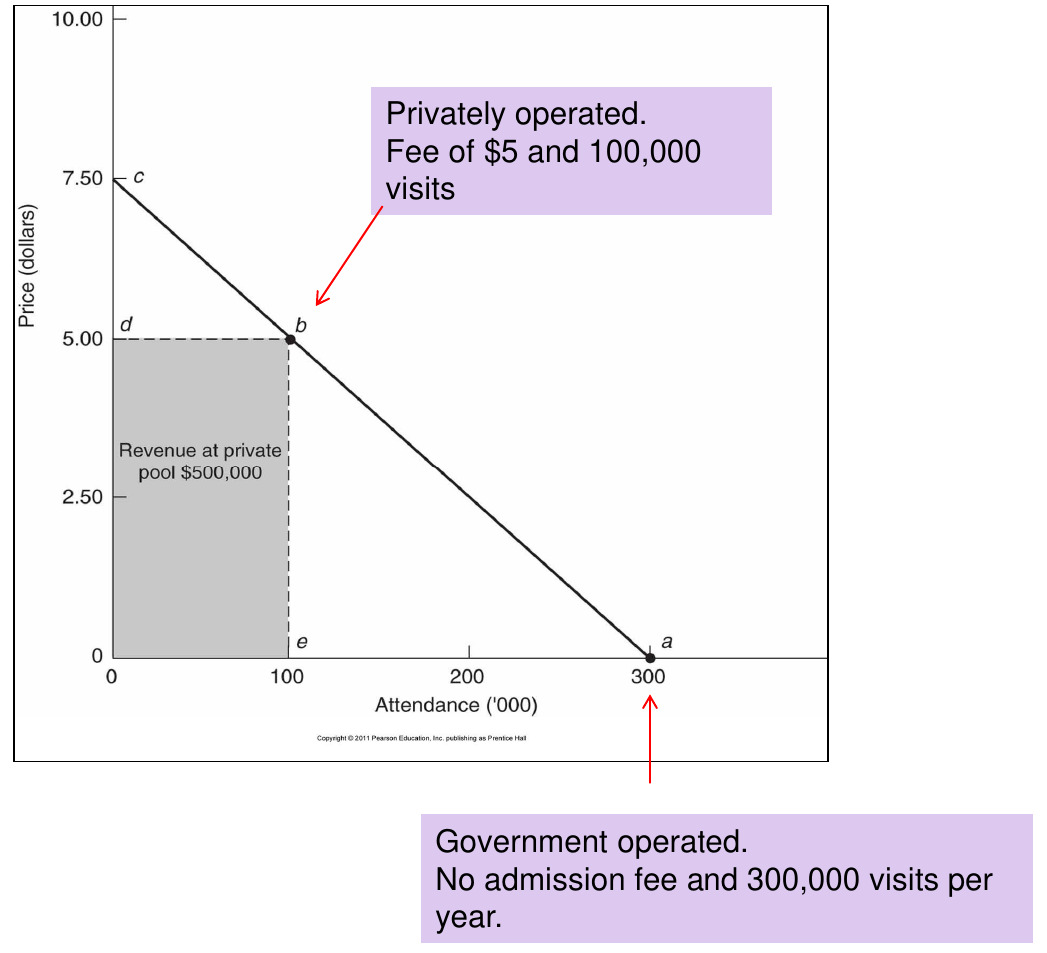 10.00
Privately operated.
Fee of $5 and 100,000
visits
7.50
c
Price (dollars)
d
b
5.00
Revenue at private
pool $500,000
2.50
e
a
0
0
100
200
300
Attendance ('000)
Copyright © 2011 Pearson Education, Inc. publishing as Prentice Hall
Government operated.
No admission fee and 300,000 visits per
year.